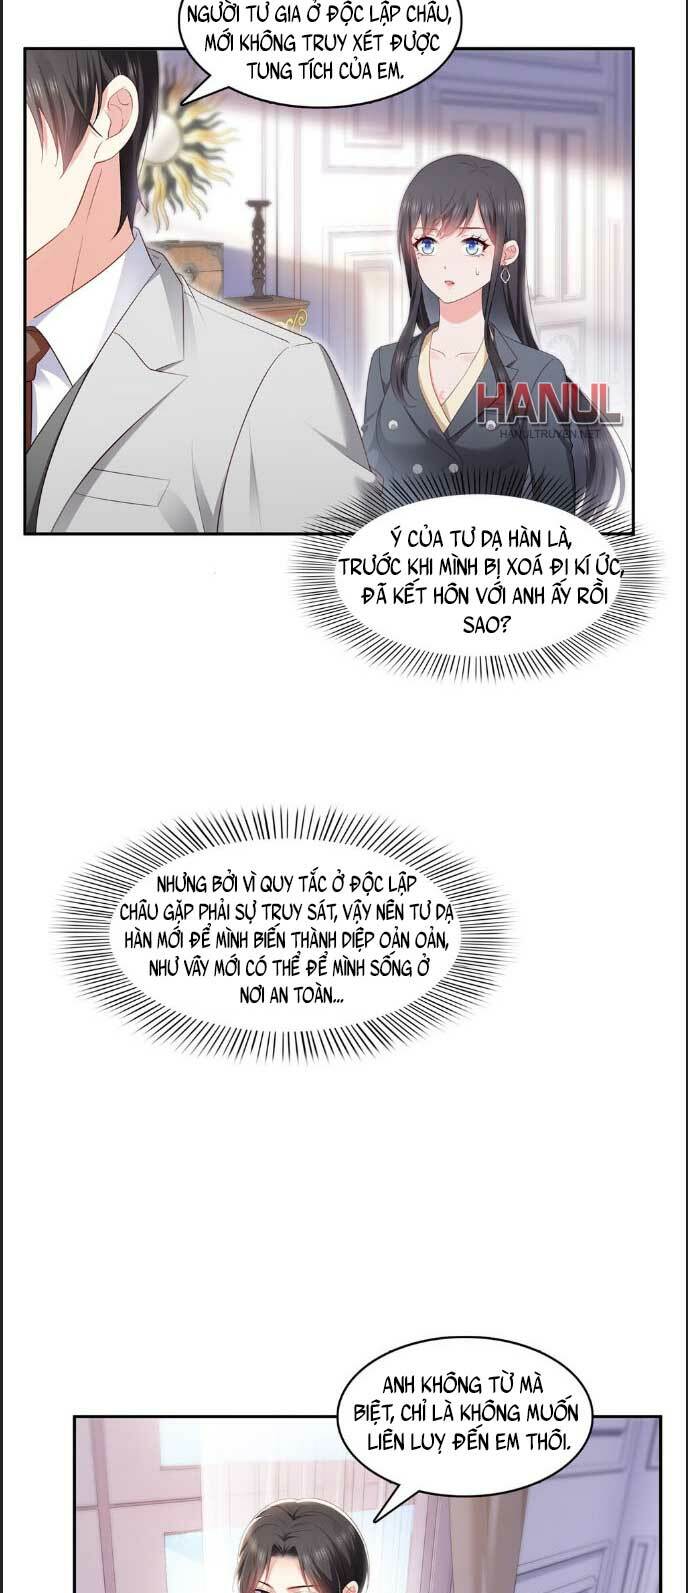 NGƯỜI TƯ GIA Ở ĐỘC LẬP CHÂU,
MỚI KHÔNG TRUY XÉT ĐƯỢC
TUNG TÍCH CỦA EM.
HANUL
HANULTRUYEN.NET
Ý CỦA TƯ DẠ HÀN LÀ,
TRƯỚC KHI MÌNH BỊ XOÁ ĐI KÍ ỨC,
ĐÃ KẾT HÔN VỚI ANH ẤY RỒI
SAO?
NHƯNG BỞI VÌ QUY TẮC Ở ĐỘC LẬP
CHÂU GẶP PHẢI SỰ TRUY SÁT, VẬY NÊN TƯ DẠ
HÀN MỚI ĐỂ MÌNH BIẾN THÀNH DIỆP OẢN OẢN,
NHƯ VÂY MỚI CÓ THỂ ĐỂ MÌNH SỐNG Ở
NƠI AN TOÀN...
ANH KHÔNG TỪ MÀ
BIỆT, CHỈ LÀ KHÔNG MUỐN
LIÊN LUỴ ĐẾN EM THÔI.